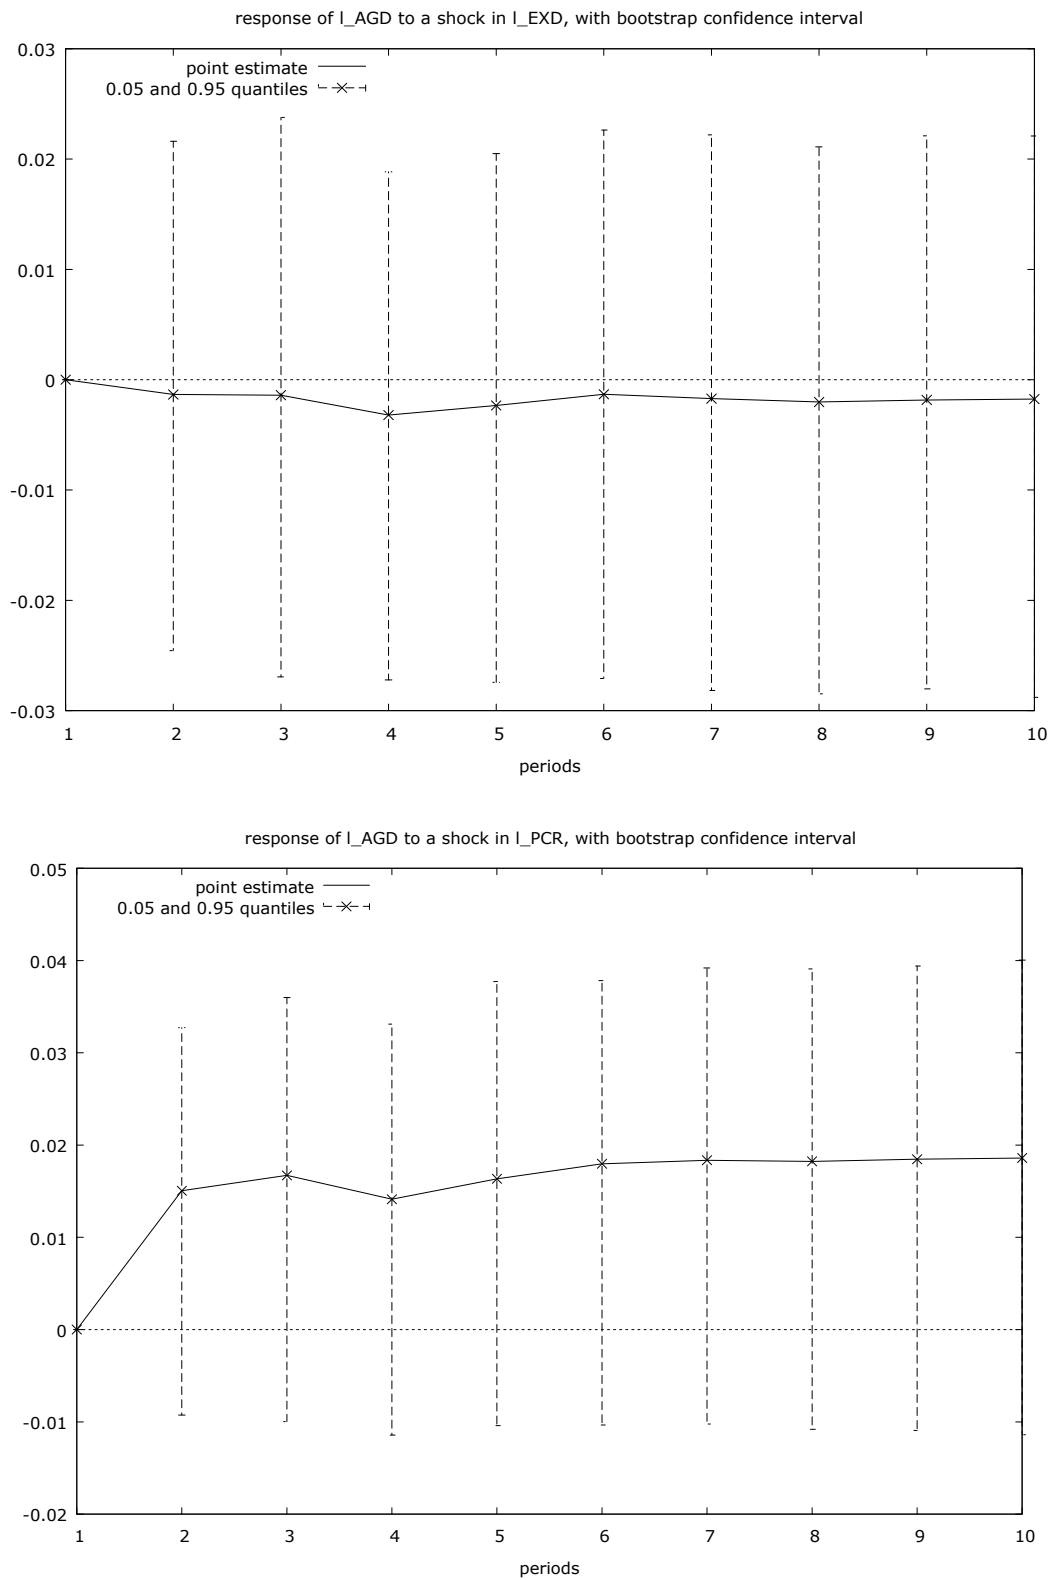 response of l_AGD to a shock in l_EXD, with bootstrap confidence interval
0.03
point estimate
0.05 and 0.95 quantiles
0.02
0.01
0
-0.01
-0.02
-0.03
1 2 3 4 5 6 7 8 9 10
periods
response of l_AGD to a shock in l_PCR, with bootstrap confidence interval
0.05
point estimate
0.05 and 0.95 quantiles
0.04
0.03
0.02
0.01
0
-0.01
-0.02
1 2 3 4 5 6 7 8 9 10
periods